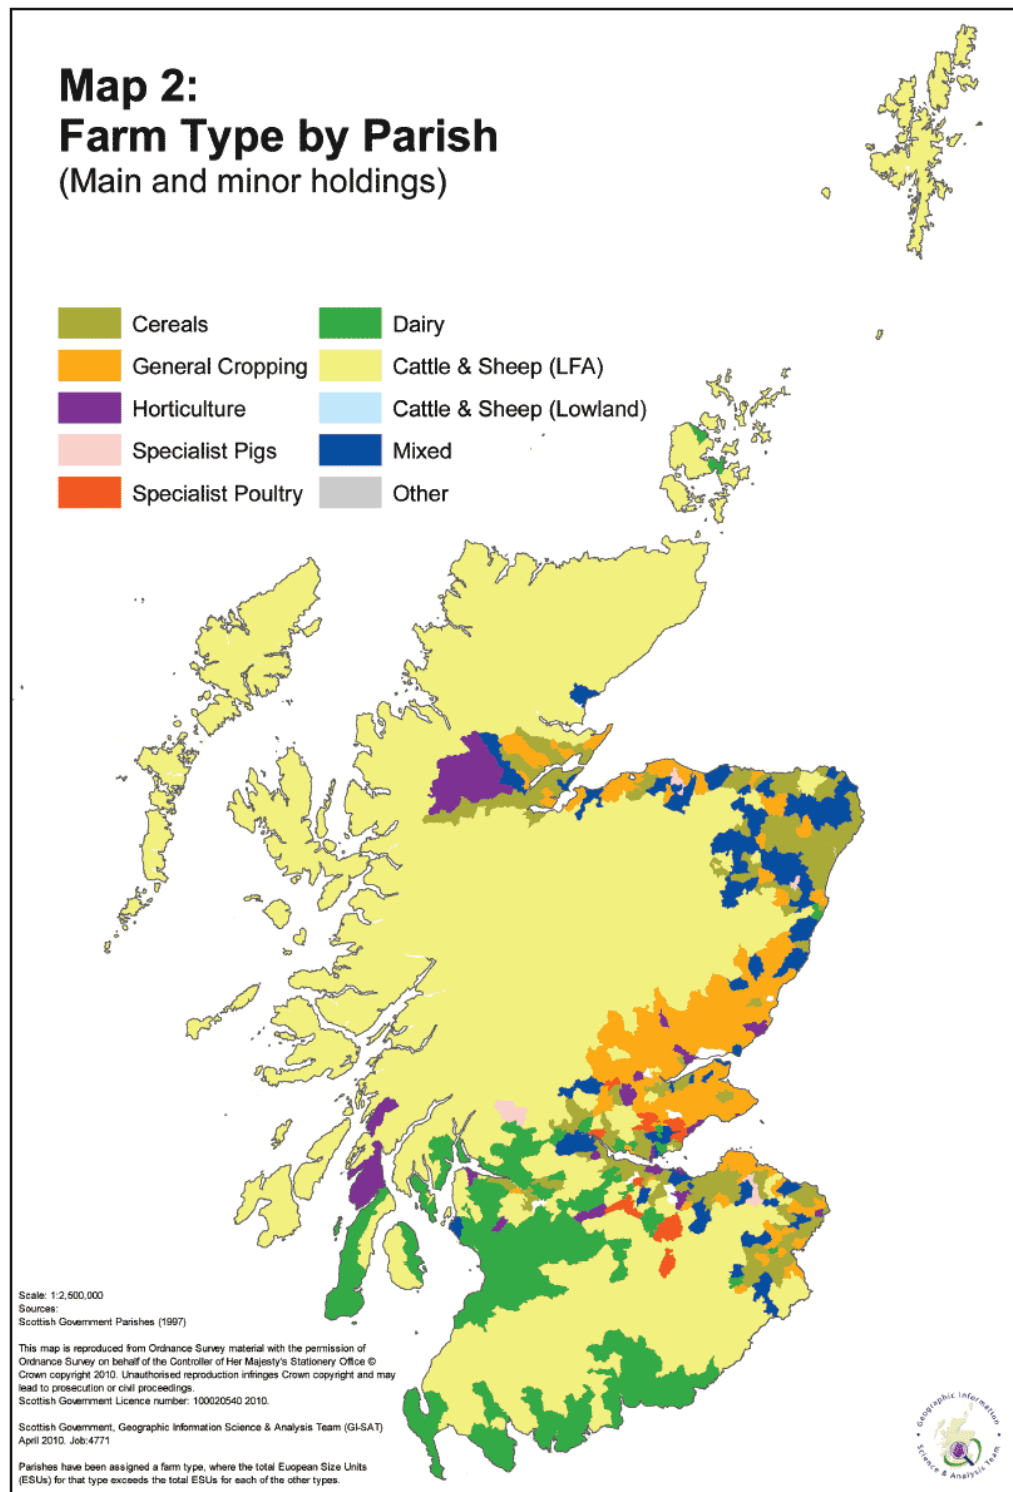 Map 2:
Farm Type by Parish
(Main and minor holdings)
Cereals
General Cropping
Horticulture
Specialist Pigs
Specialist Poultry
Dairy
Cattle & Sheep (LFA)
Cattle & Sheep (Lowland)
Mixed
Other
Scale: 1:2,500,000
Sources:
Scottish Government Parishes (1997)
This map is reproduced from Ordnance Survey material with the permission of
Ordnance Survey on behalf of the Controller of Her Majesty's Stationery Office ©
Crown copyright 2010. Unauthorised reproduction infringes Crown copyright and may
lead to prosecution or civil proceedings.
Scottish Government Licence number: 100020540 2010.
Scottish Government, Geographic Information Science & Analysis Team (GI-SAT)
April 2010. Job:4771
Parishes have been assigned a farm type, where the total Euopean Size Units
(ESUs) for that type exceeds the total ESUs for each of the other types.
Geographic Information
Science & Analysis Team